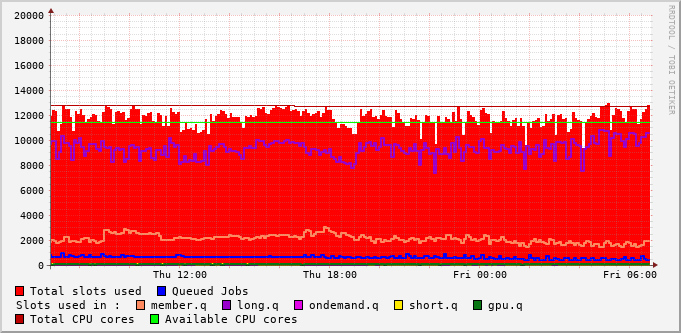 20000
18000
16000
14000
12000
10000
8000
6000
4000
2000
0
Thu 12:00 Thu 18:00 Fri 00:00 Fri 06:00
Total slots used Queued Jobs
Slots used in : member.q long.q ondemand.q short.q gpu.q
Total CPU cores Available CPU cores
RRDTOOL / TOBI OETIKER